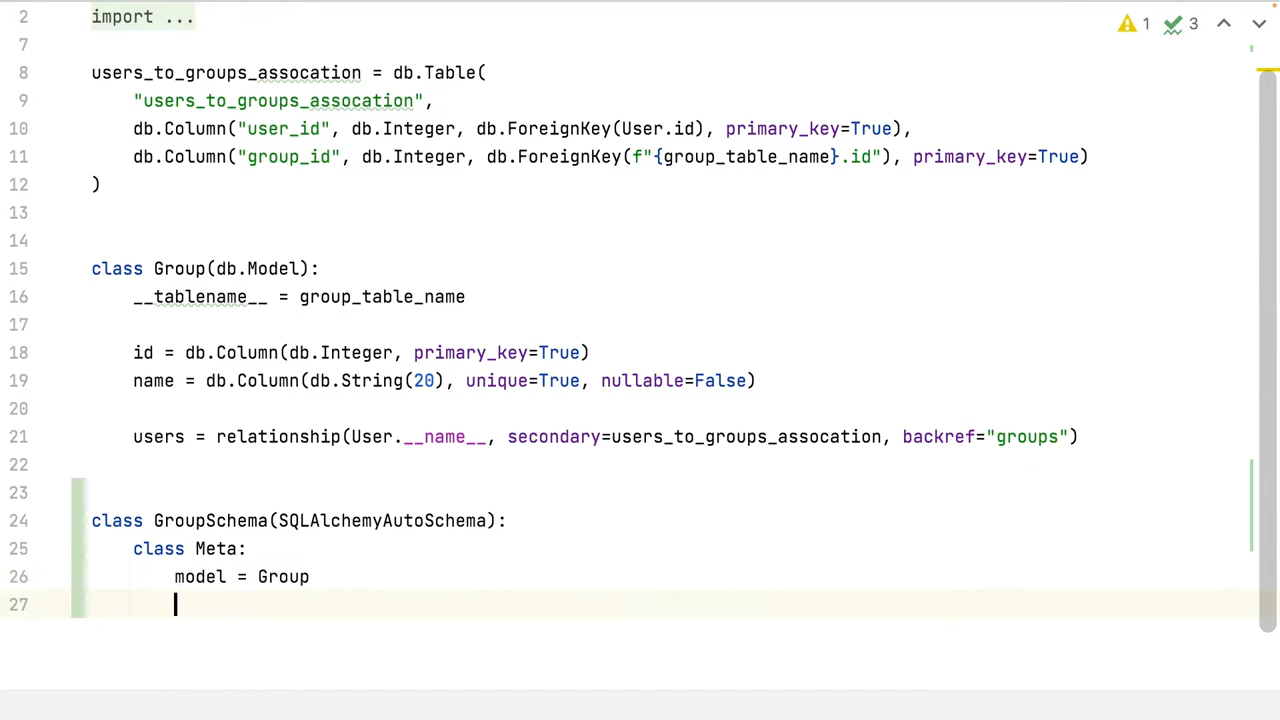 1 3
2 import ...
7
8 users_to_groups_assocation = db.Table(
9 "users_to_groups_assocation",
10 db.Column("user_id", db.Integer, db.ForeignKey(User.id), primary_key=True),
11 db.Column("group_id", db.Integer, db.ForeignKey(f"{group_table_name}.id"), primary_key=True)
12 )
13
14
15 class Group(db.Model):
16 __tablename__ = group_table_name
17
18 id = db.Column(db.Integer, primary_key=True)
19 name = db.Column(db.String(20), unique=True, nullable=False)
20
21 users = relationship(User.__name__, secondary=users_to_groups_assocation, backref="groups")
22
23
24 class GroupSchema(SQLAlchemyAutoSchema):
25 class Meta:
26 model = Group
27